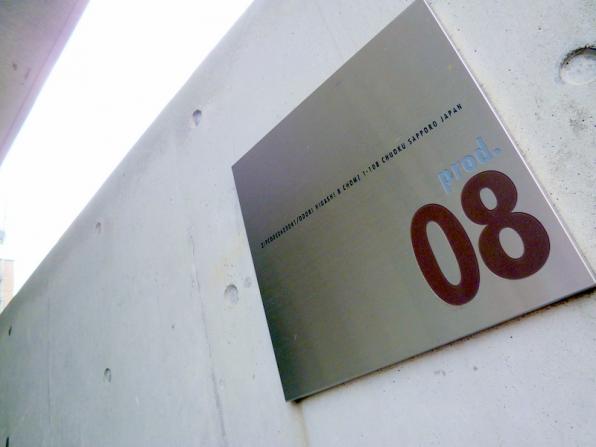 ODORI HIGASHI 8 CHOME 1-108 CHUOKU SAPPORO JAPAN
prod.
08